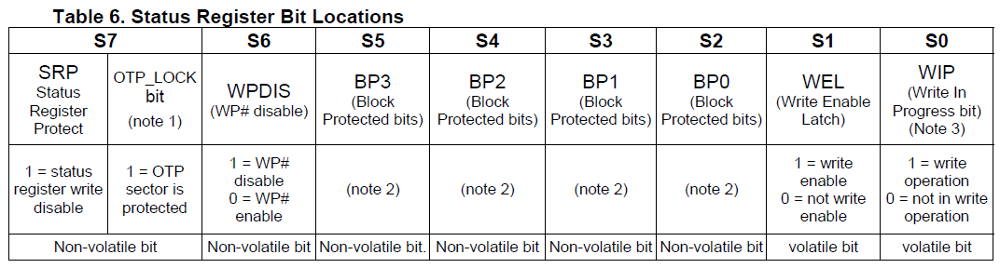 Table 6. Status Register Bit Locations
S7 S6 S5 S4 S3 S2 S1 S0
SRP
Status
Register
Protect
OTP_LOCK
bit
(note 1)
WPDIS
(WP# disable)
BP3
(Block
Protected bits)
BP2
(Block
Protected bits)
BP1
(Block
Protected bits)
BP0
(Block
Protected bits)
WEL
(Write Enable
Latch)
WIP
(Write In
Progress bit)
(Note 3)
1 = status
register write
disable
1 = OTP
sector is
protected
1 = WP#
disable
0 = WP#
enable
(note 2)
(note 2)
(note 2)
(note 2)
1 = write
enable
0 = not write
enable
1 = write
operation
0 = not in write
operation
Non-volatile bit Non-volatile bit Non-volatile bit. Non-volatile bit Non-volatile bit Non-volatile bit volatile bit volatile bit